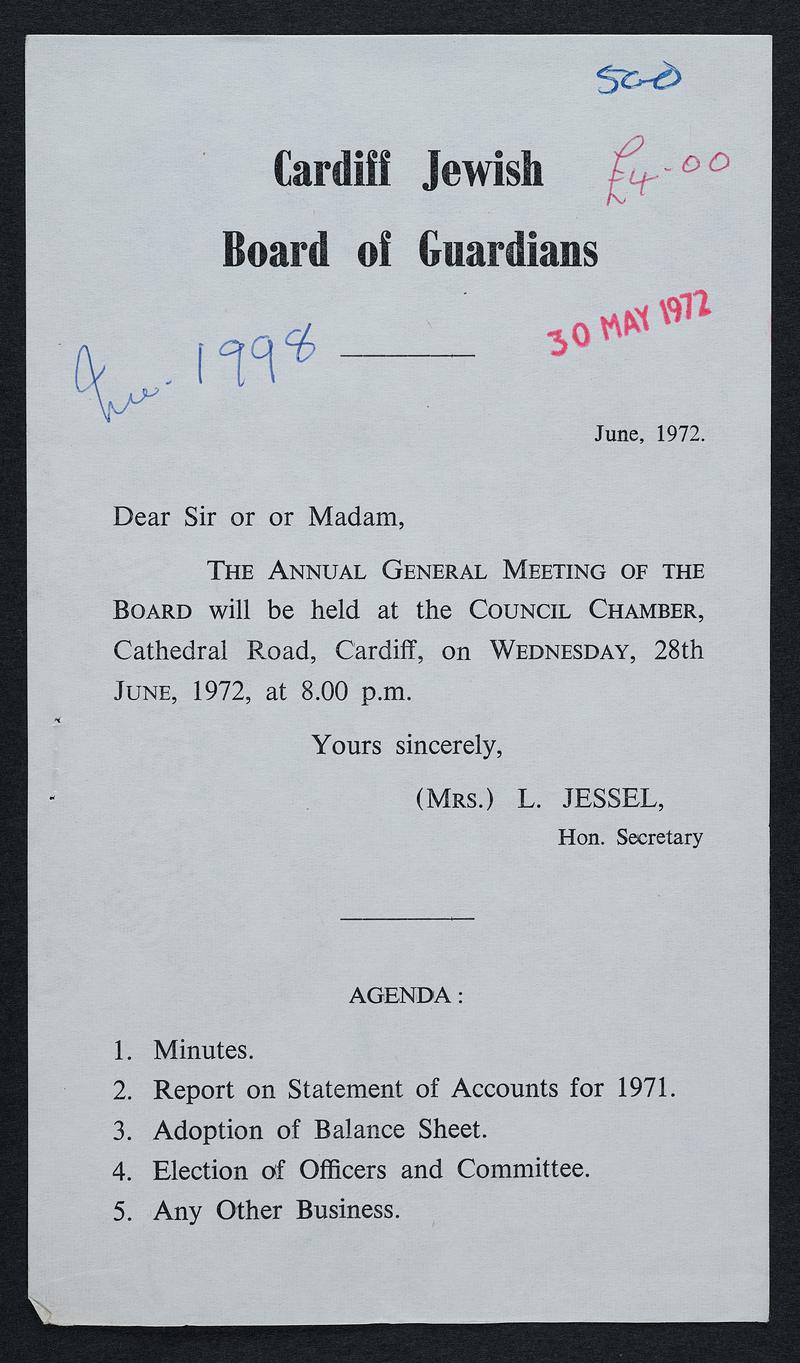 500
Cardiff Jewish
£4-00
Board of Guardians
30 MAY 1972
Inv. 1998
June, 1972.
Dear Sir or or Madam,
THE ANNUAL GENERAL MEETING OF THE
BOARD will be held at the COUNCIL CHAMBER,
Cathedral Road, Cardiff, on WEDNESDAY, 28th
JUNE, 1972, at 8.00 p.m.
Yours sincerely,
(MRS.) L. JESSEL,
Hon. Secretary
AGENDA :
1. Minutes.
2. Report on Statement of Accounts for 1971.
3. Adoption of Balance Sheet.
4. Election of Officers and Committee.
5. Any Other Business.